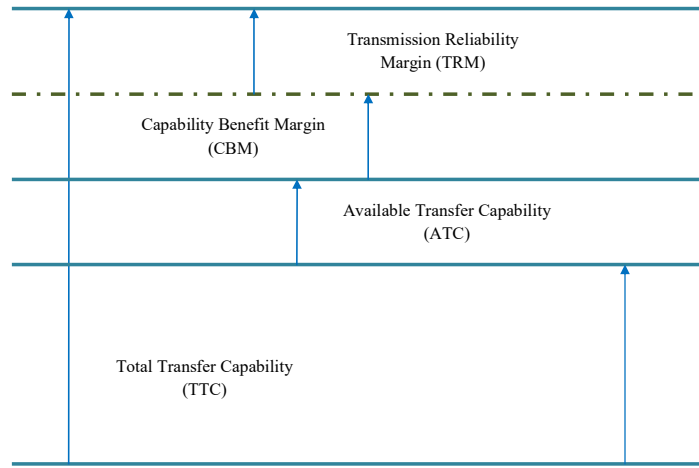 Transmission Reliability
Margin (TRM)
Capability Benefit Margin
(CBM)
Available Transfer Capability
(ATC)
Total Transfer Capability
(TTC)